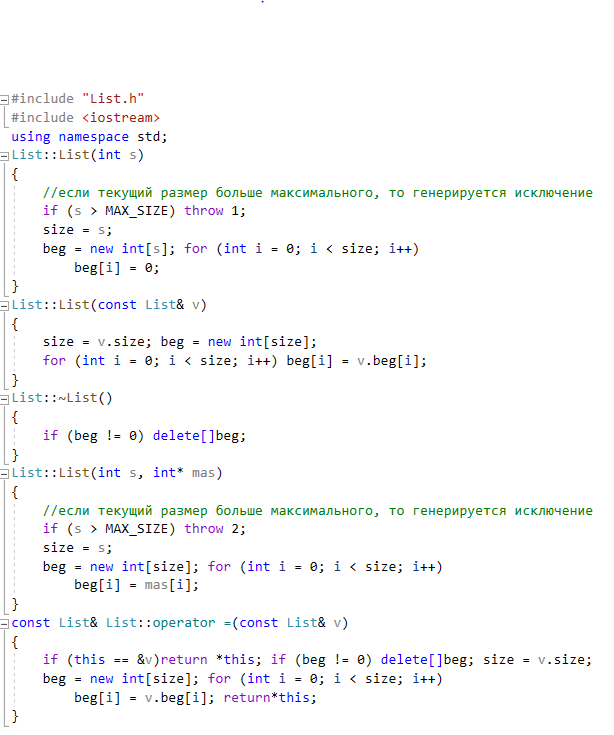 #include "List.h"
#include <iostream>
using namespace std;
List::List(int s)
{
    //если текущий размер больше максимального, то генерируется исключение
    if (s > MAX_SIZE) throw 1;
    size = s;
    beg = new int[s]; for (int i = 0; i < size; i++)
        beg[i] = 0;
}
List::List(const List& v)
{
    size = v.size; beg = new int[size];
    for (int i = 0; i < size; i++) beg[i] = v.beg[i];
}
List::~List()
{
    if (beg != 0) delete[]beg;
}
List::List(int s, int* mas)
{
    //если текущий размер больше максимального, то генерируется исключение
    if (s > MAX_SIZE) throw 2;
    size = s;
    beg = new int[size]; for (int i = 0; i < size; i++)
        beg[i] = mas[i];
}
const List& List::operator =(const List& v)
{
    if (this == &v)return *this; if (beg != 0) delete[]beg; size = v.size;
    beg = new int[size]; for (int i = 0; i < size; i++)
        beg[i] = v.beg[i]; return*this;
}